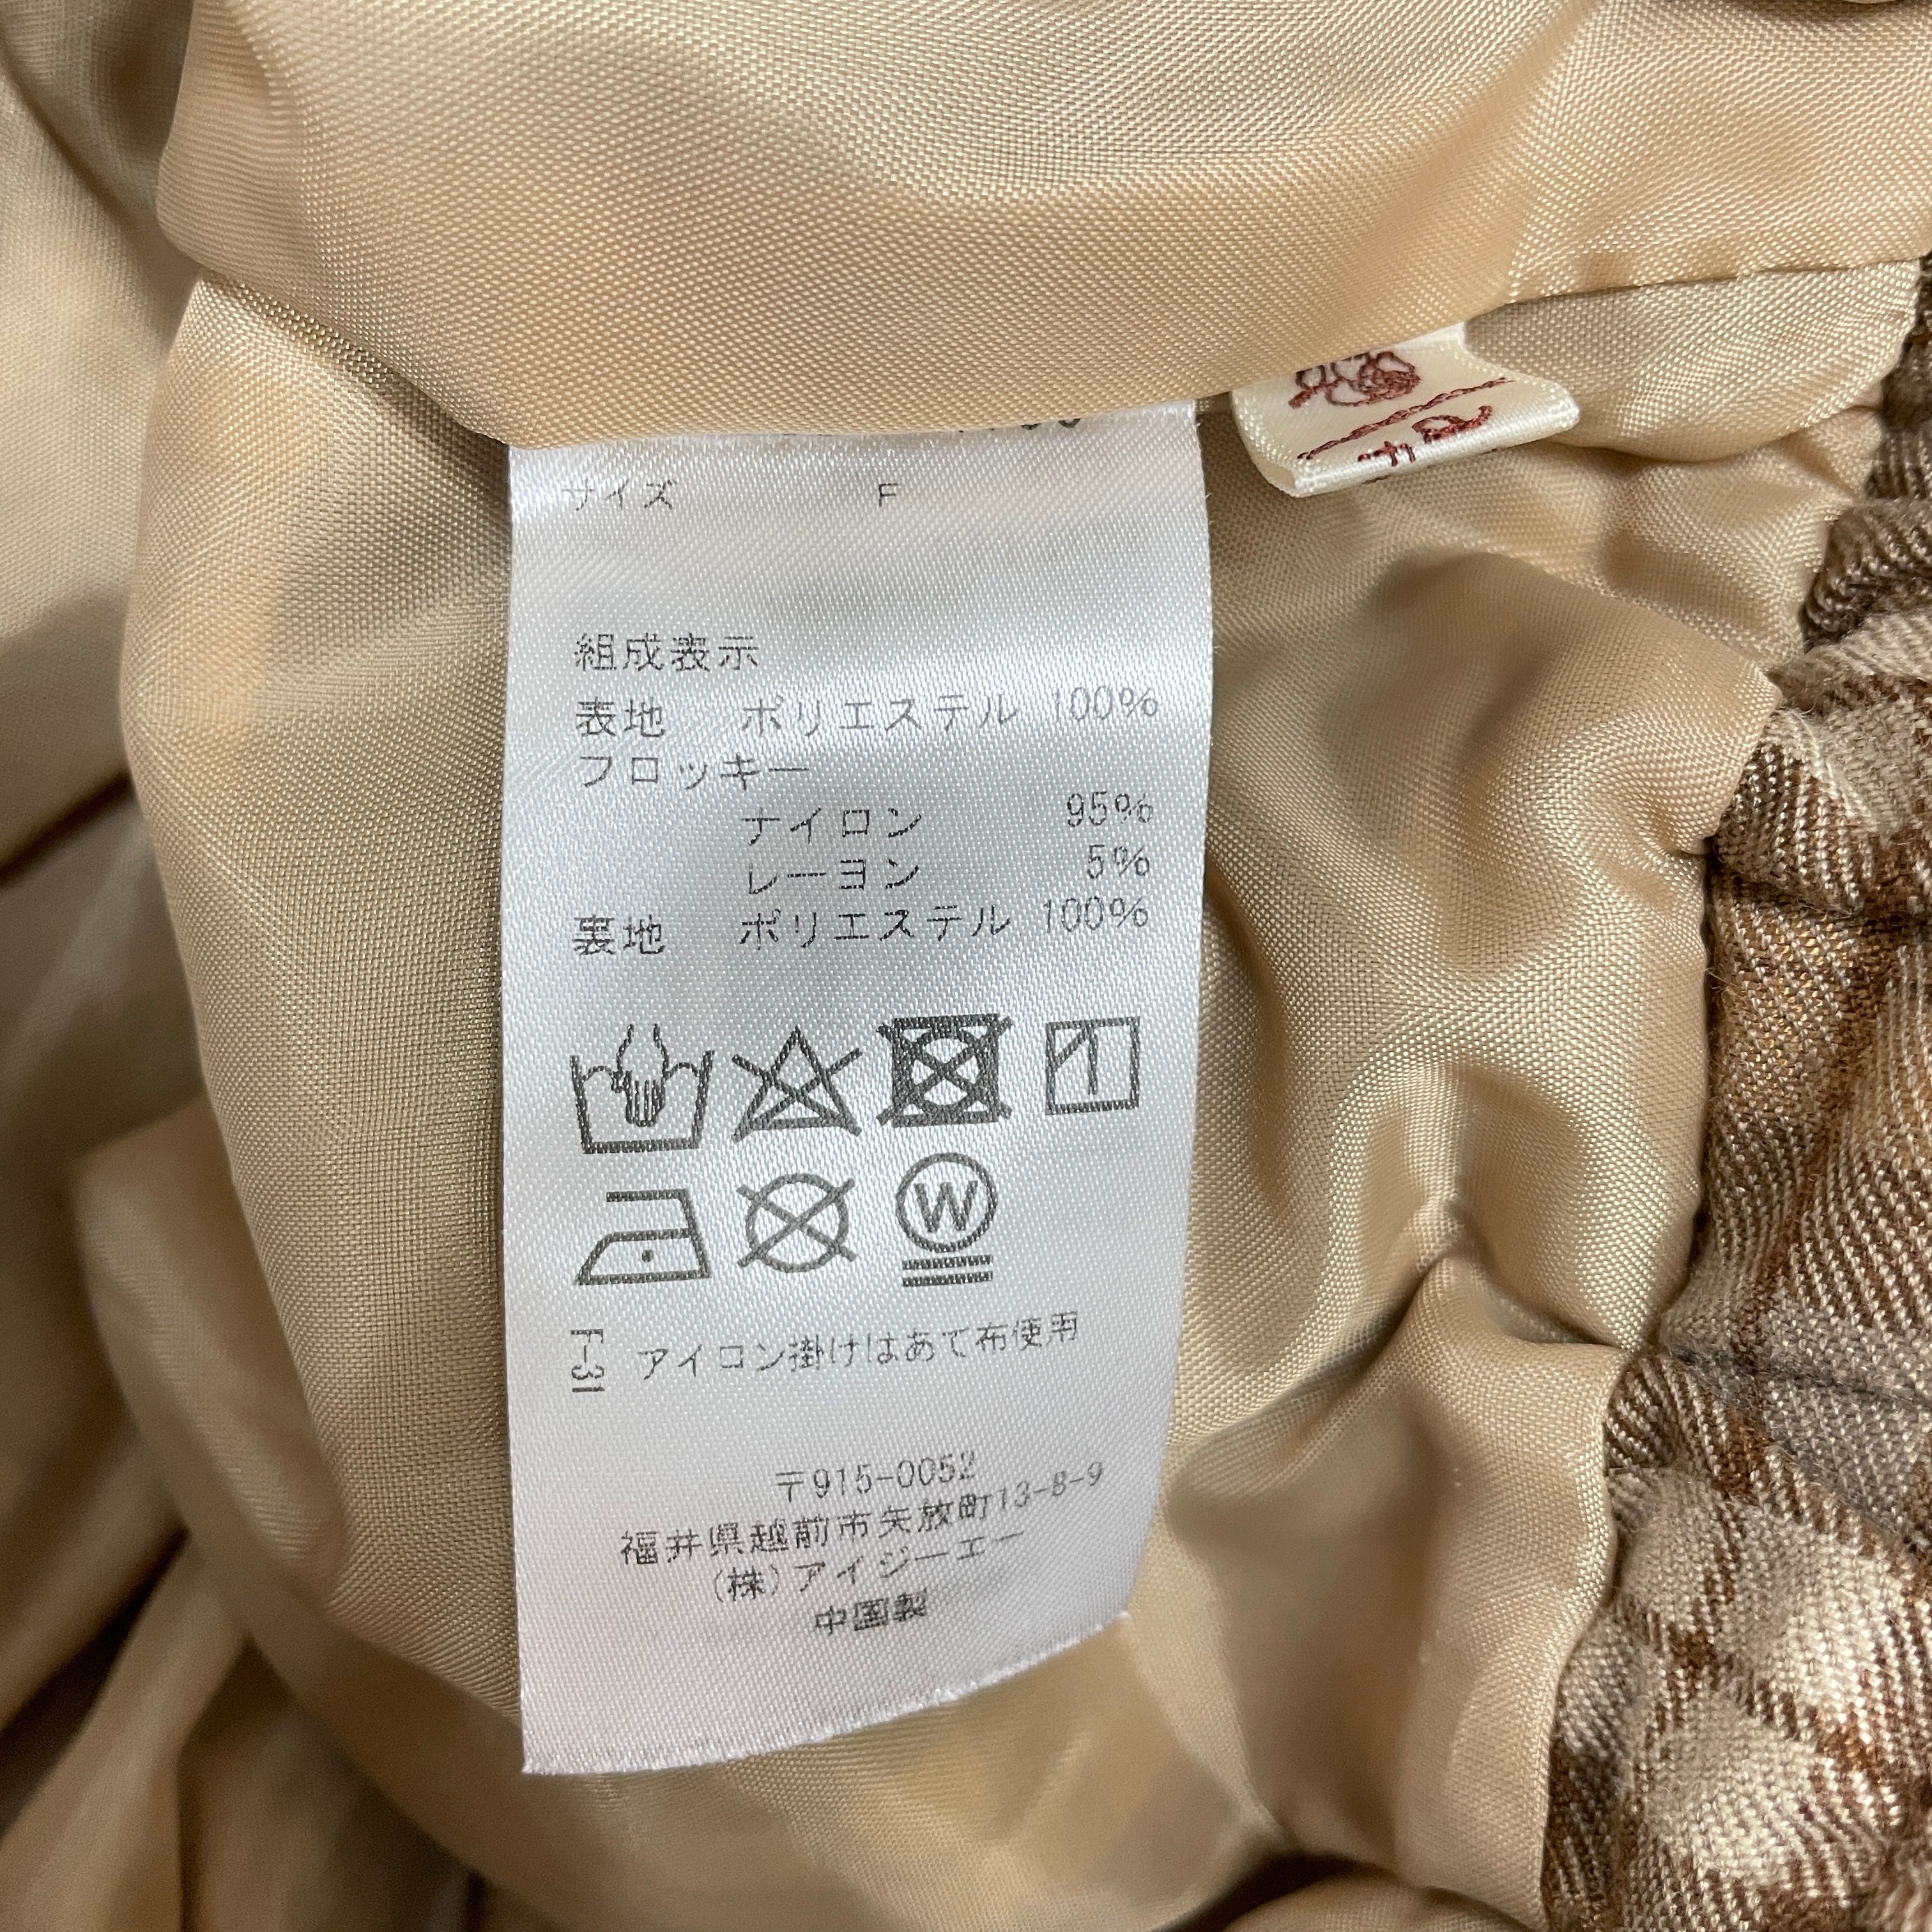 サイズ F
組成表示
表地 ポリエステル 100%
フロッキー
ナイロン 95%
レーヨン 5%
裏地 ポリエステル 100%
W
F-31 アイロン掛けはあて布使用
〒915-0052
福井県越前市矢放町13-8-9
(株)アイジーエー
中国製